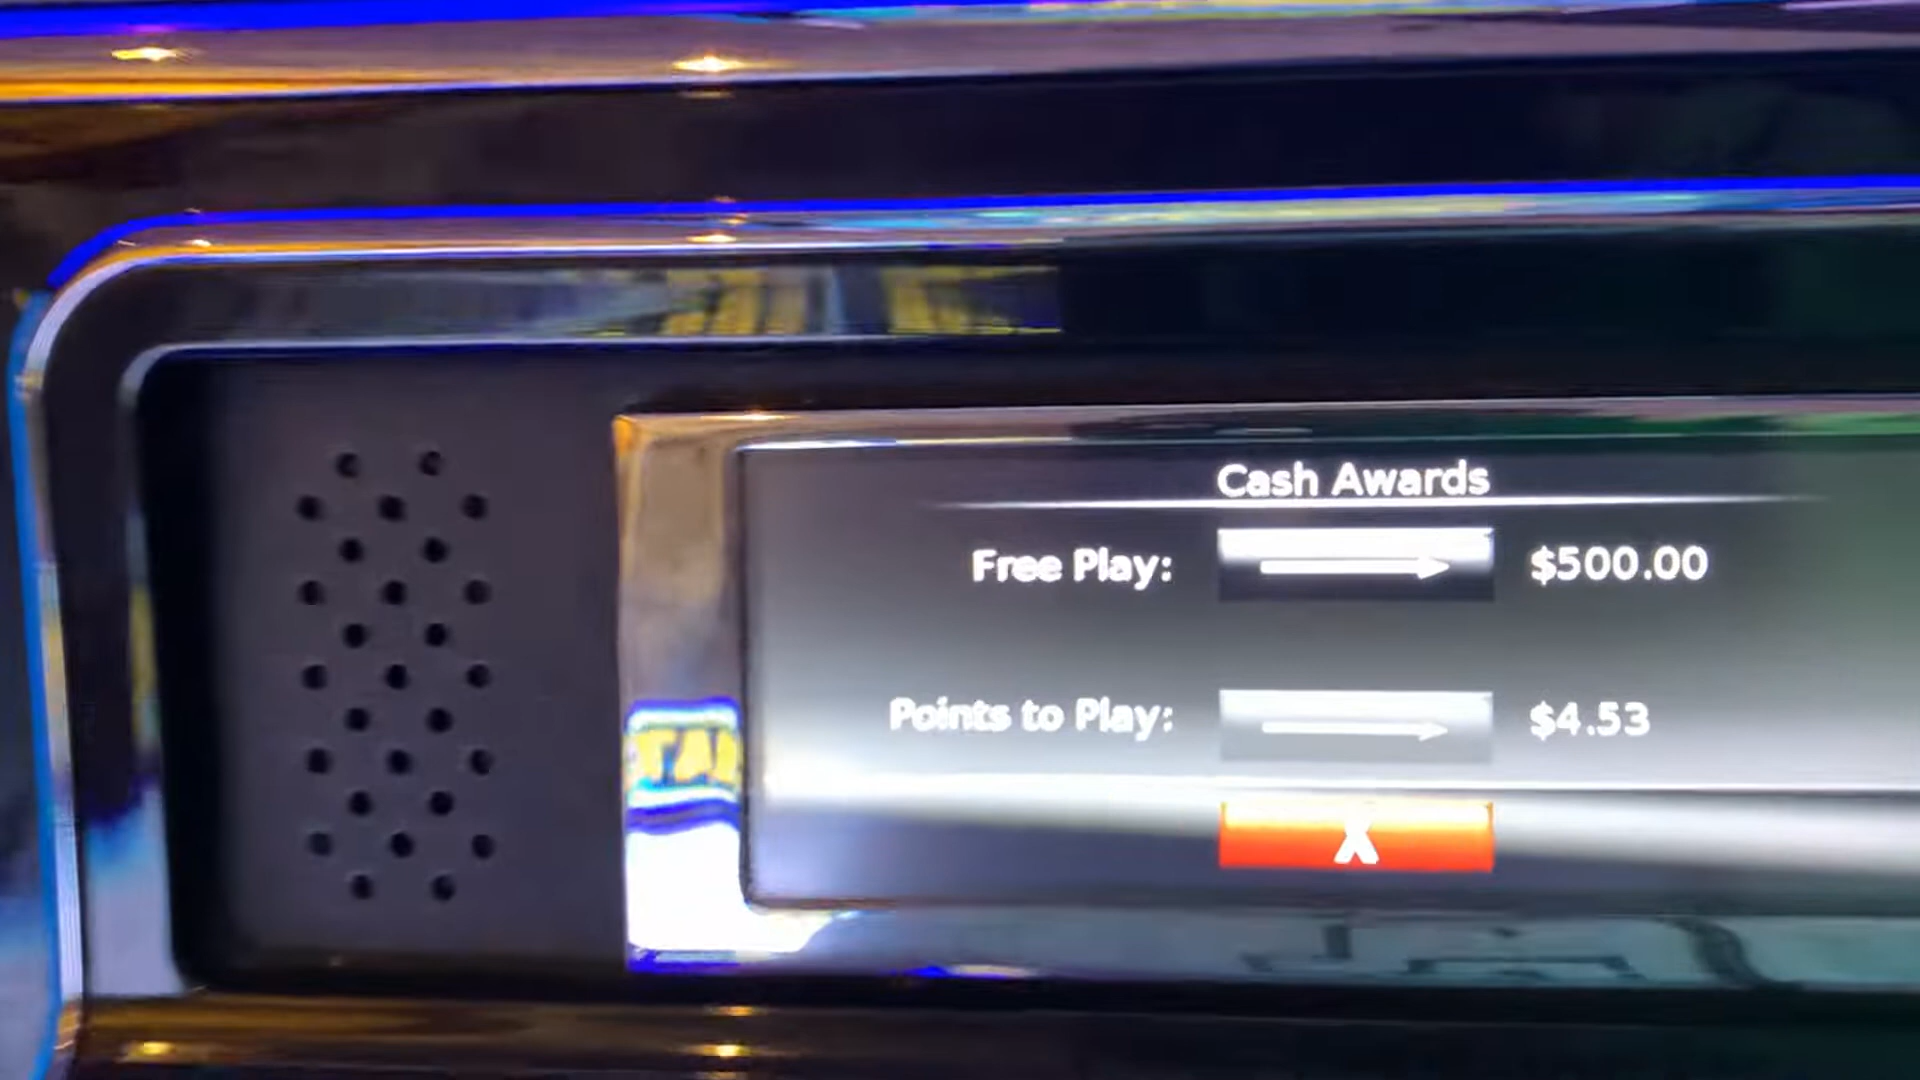 Cash Awards
Free Play: $500.00
Points to Play: $4.53
X